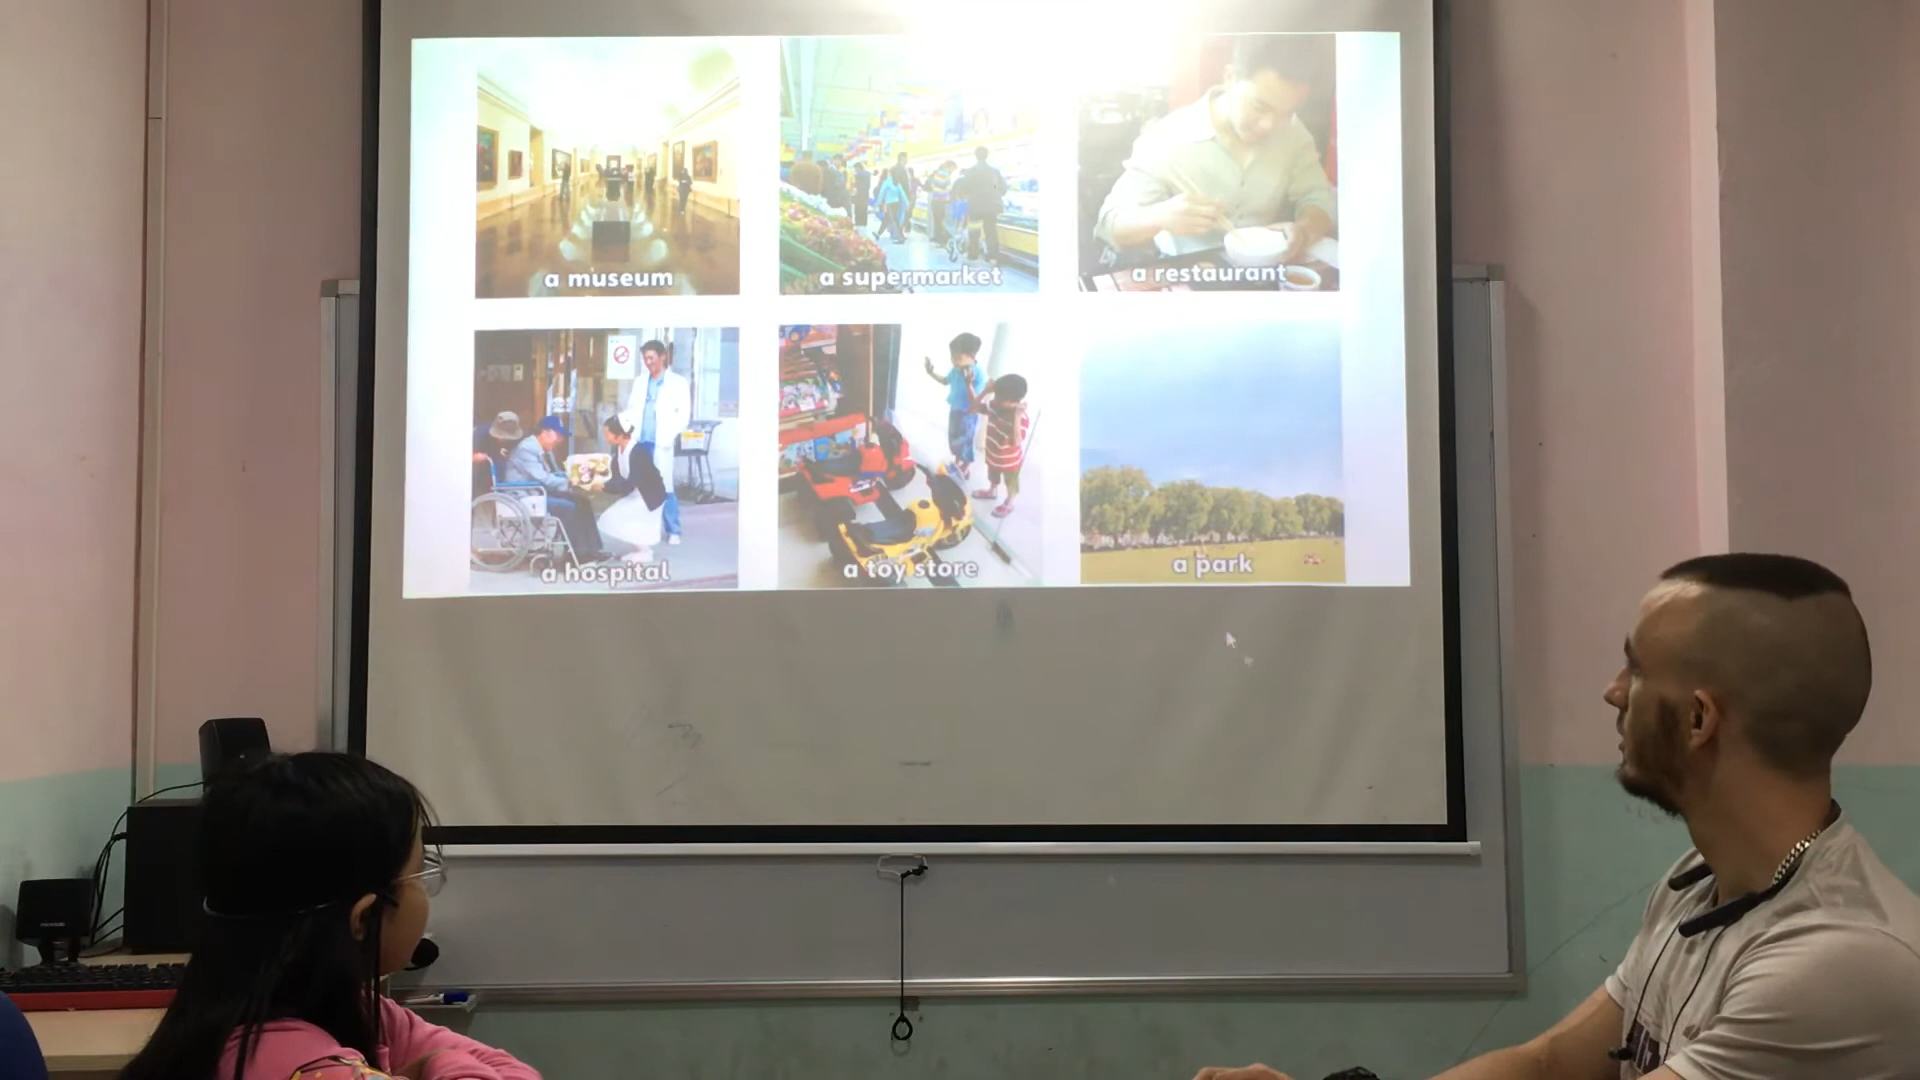 a museum
a supermarket
a restaurant
a hospital
a toy store
a park